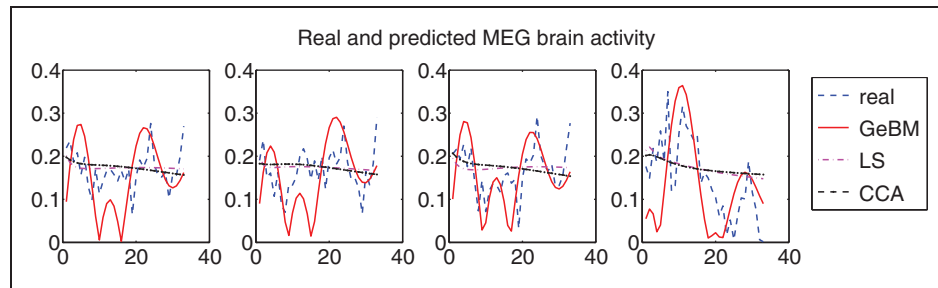 Real and predicted MEG brain activity
0.4 0.4 0.4 0.4
0.3 0.3 0.3 0.3
0.2 0.2 0.2 0.2
0.1 0.1 0.1 0.1
0 0 0 0
0 20 40 0 20 40 0 20 40 0 20 40
real
GeBM
LS
CCA